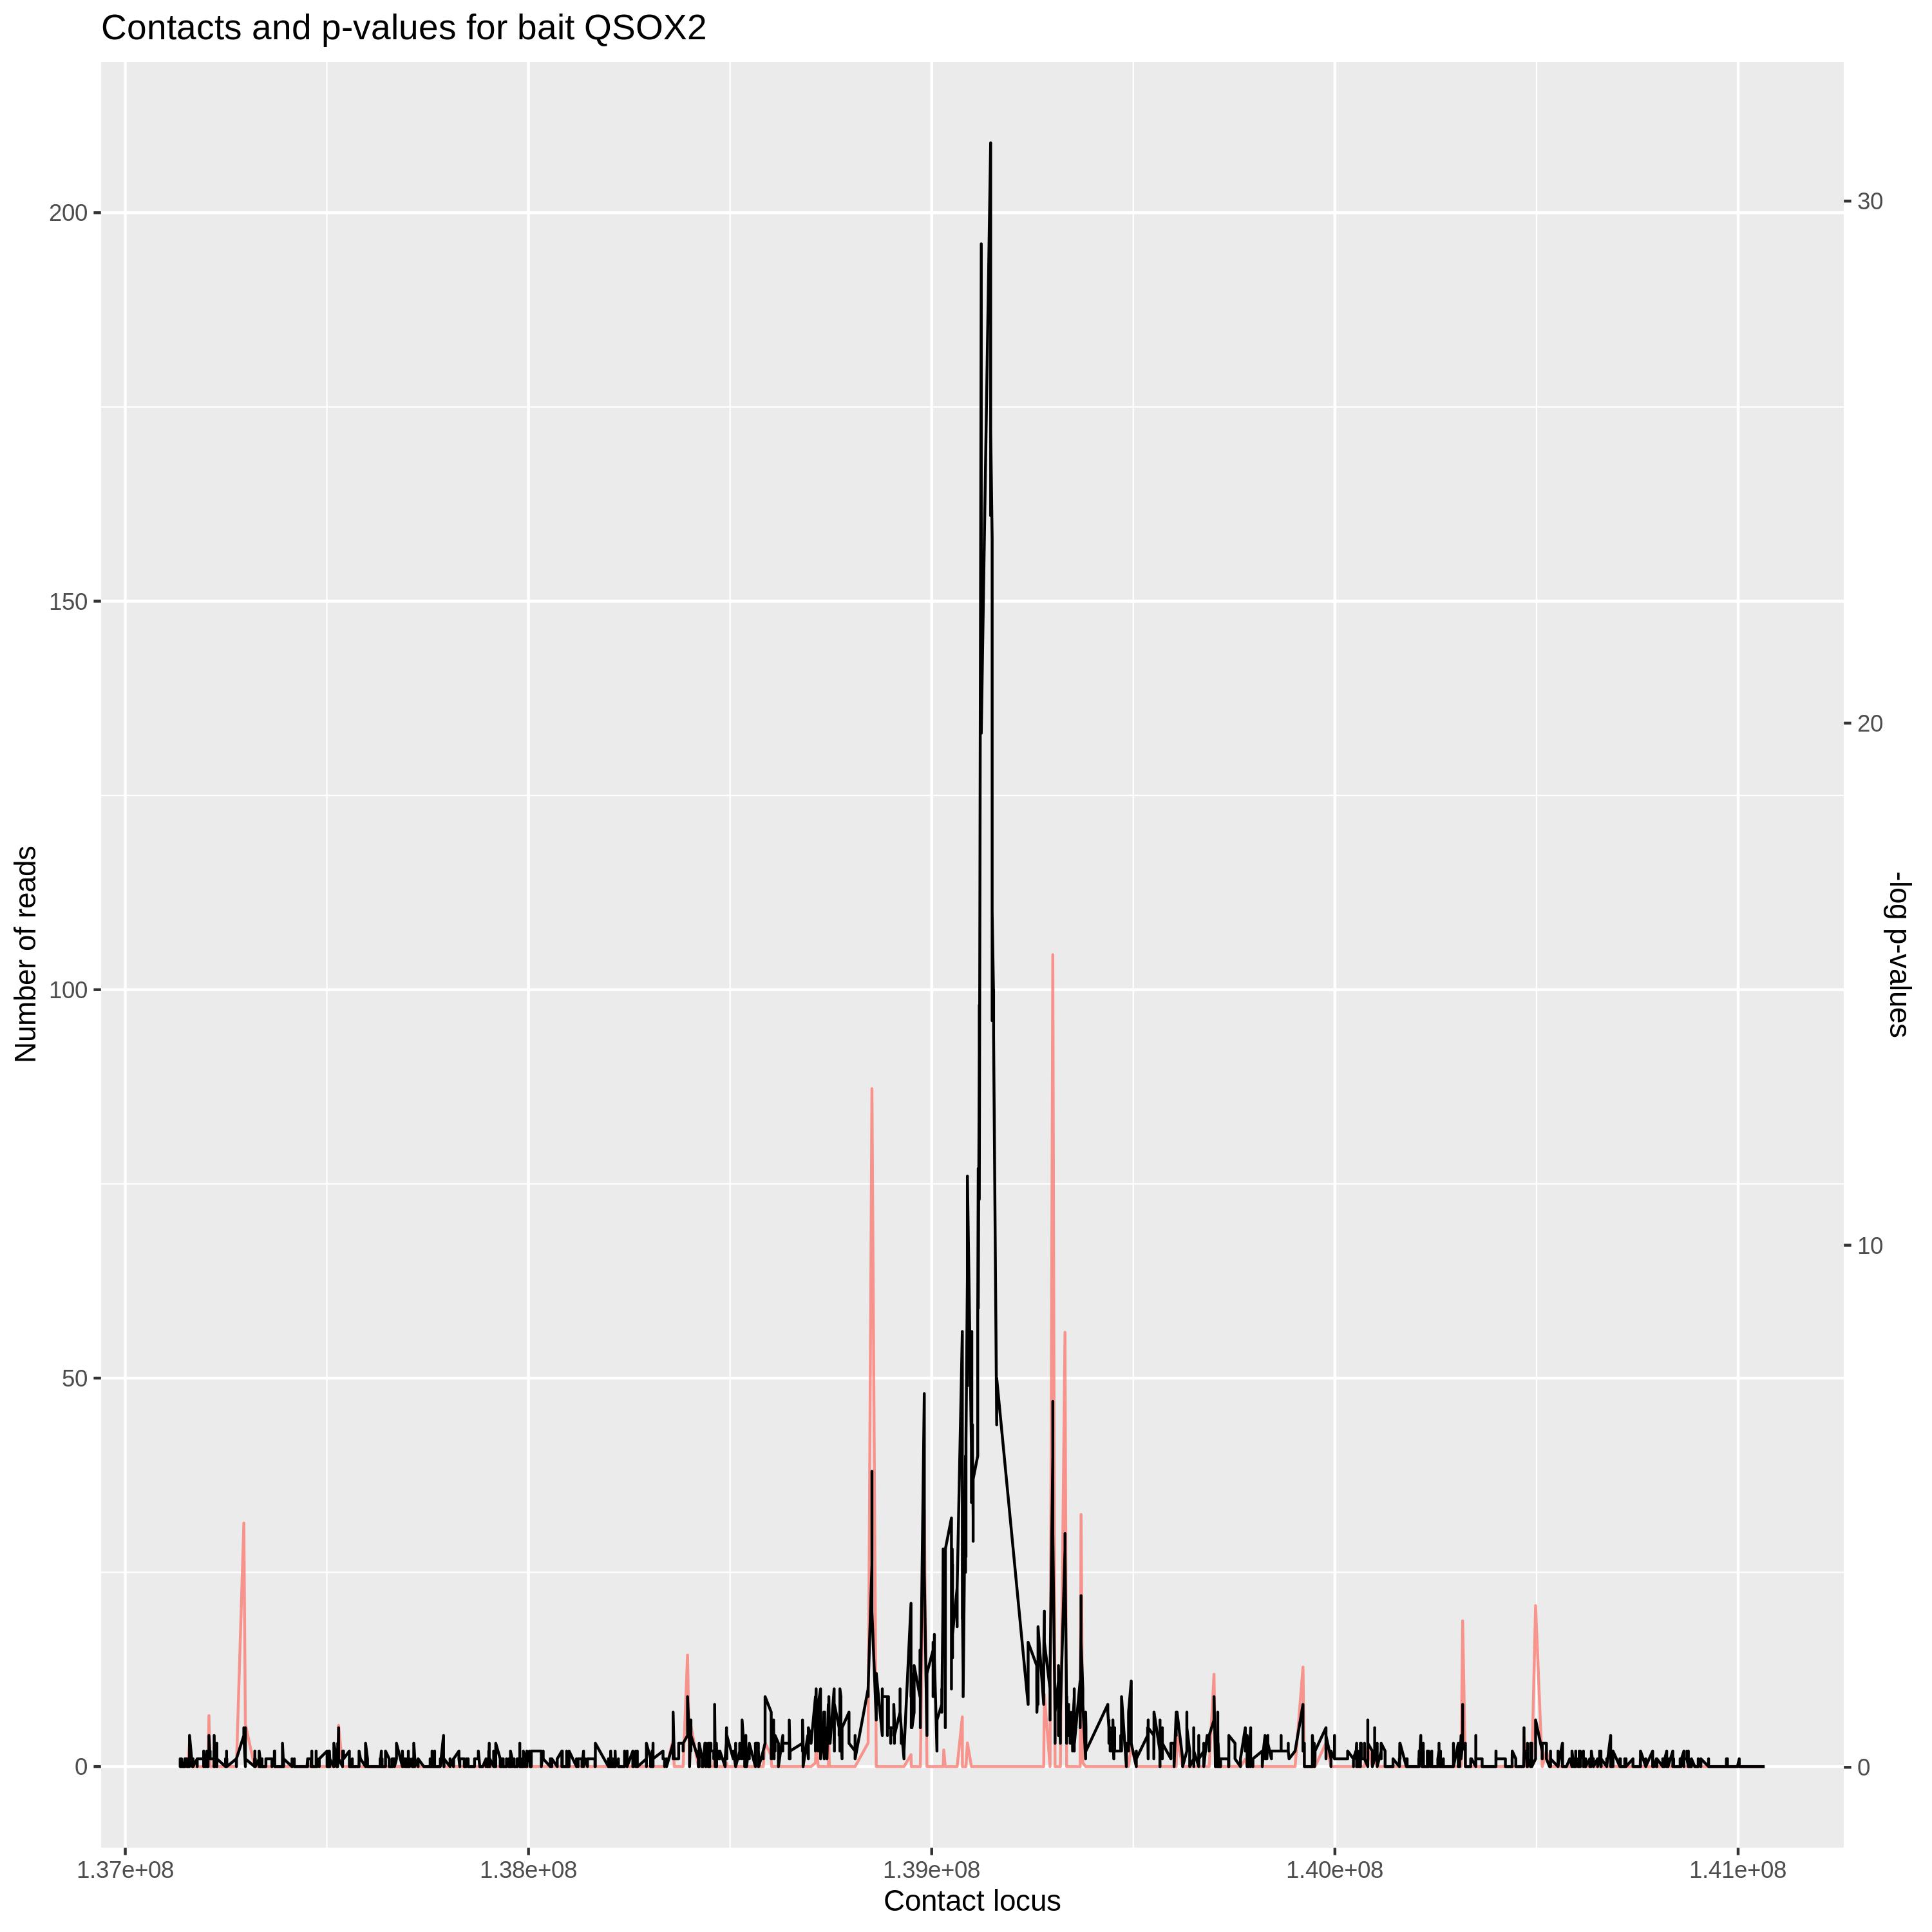 Contacts and p-values for bait QSOX2
200
150
100
50
0
Number of reads
30
20
10
0
-log p-values
1.37e+08 1.38e+08 1.39e+08 1.40e+08 1.41e+08
Contact locus